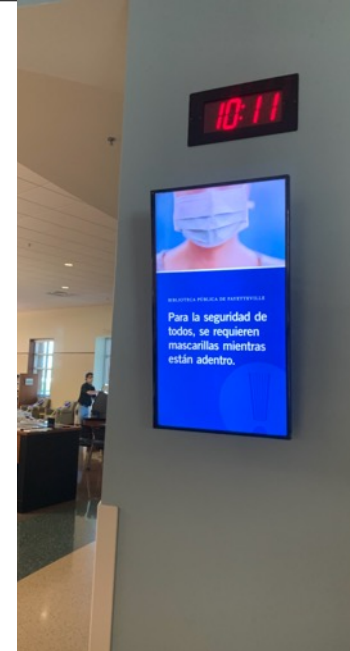 10:11
BIBLIOTECA PÚBLICA DE FAYETTEVILLE
Para la seguridad de
todos, se requieren
mascarillas mientras
están adentro.